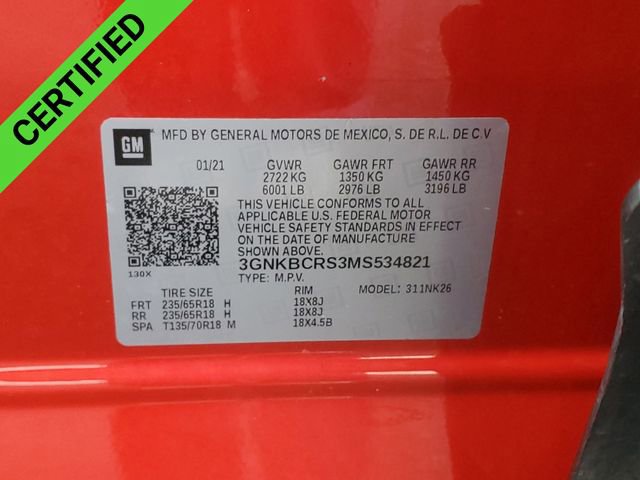 CERTIFIED
GM MFD BY GENERAL MOTORS DE MEXICO, S. DE R.L. DE C.V
01/21 GVWR GAWR FRT GAWR RR
2722 KG 1350 KG 1450 KG
6001 LB 2976 LB 3196 LB
THIS VEHICLE CONFORMS TO ALL
APPLICABLE U.S. FEDERAL MOTOR
VEHICLE SAFETY STANDARDS IN EFFECT
ON THE DATE OF MANUFACTURE
SHOWN ABOVE.
3GNKBCRS3MS534821
130X
TYPE: M.P.V.
TIRE SIZE RIM MODEL: 311NK26
FRT 235/65R18 H 18X8J
RR 235/65R18 H 18X8J
SPA T135/70R18 M 18X4.5B